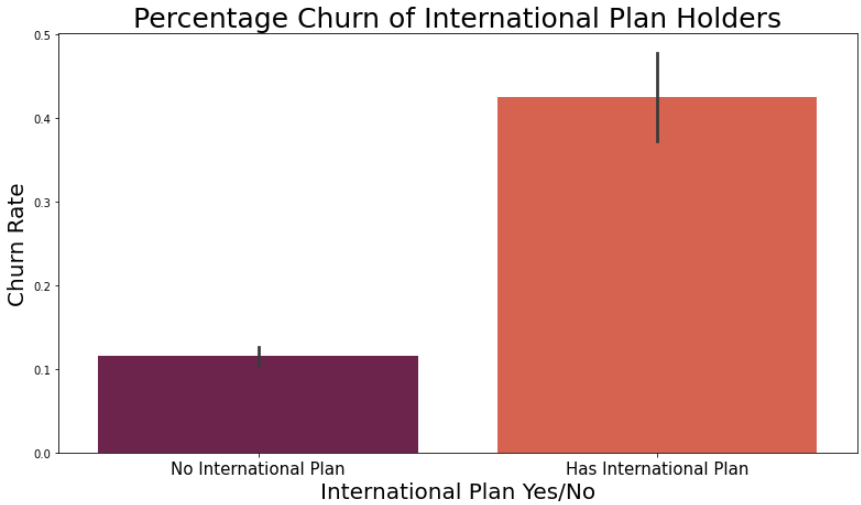 Percentage Churn of International Plan Holders
0.5
0.4
0.3
0.2
0.1
0.0
Churn Rate
No International Plan
Has International Plan
International Plan Yes/No